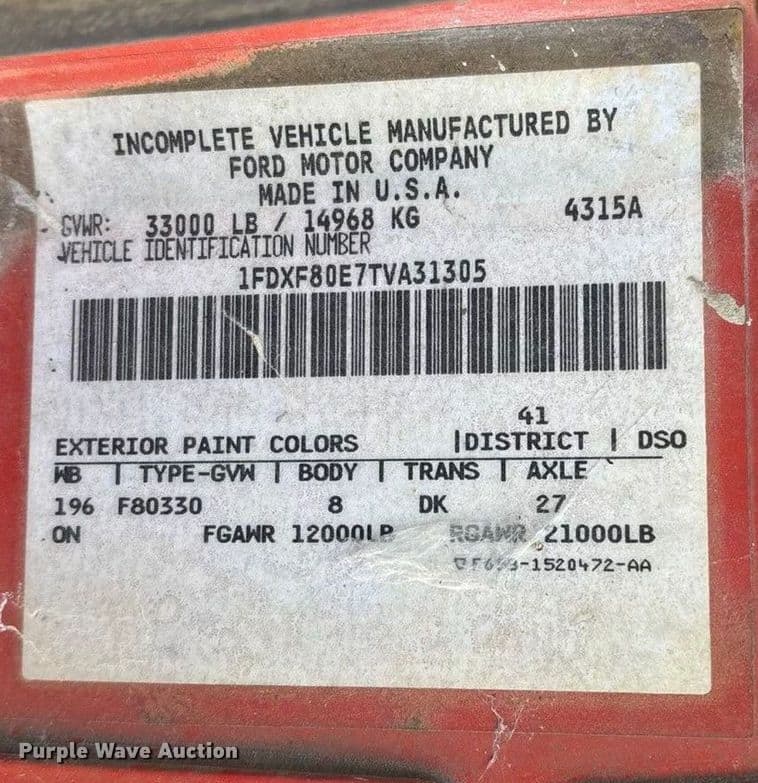 INCOMPLETE VEHICLE MANUFACTURED BY
FORD MOTOR COMPANY
MADE IN U.S.A.
GVWR: 33000 LB / 14968 KG 4315A
VEHICLE IDENTIFICATION NUMBER
1FDXF80E7TVA31305
41
EXTERIOR PAINT COLORS |DISTRICT | DSO
WB | TYPE-GVW | BODY | TRANS | AXLE
196 F80330 8 DK 27
ON FGAWR 12000LB RGAWR 21000LB
-1520472-AA
Purple Wave Auction